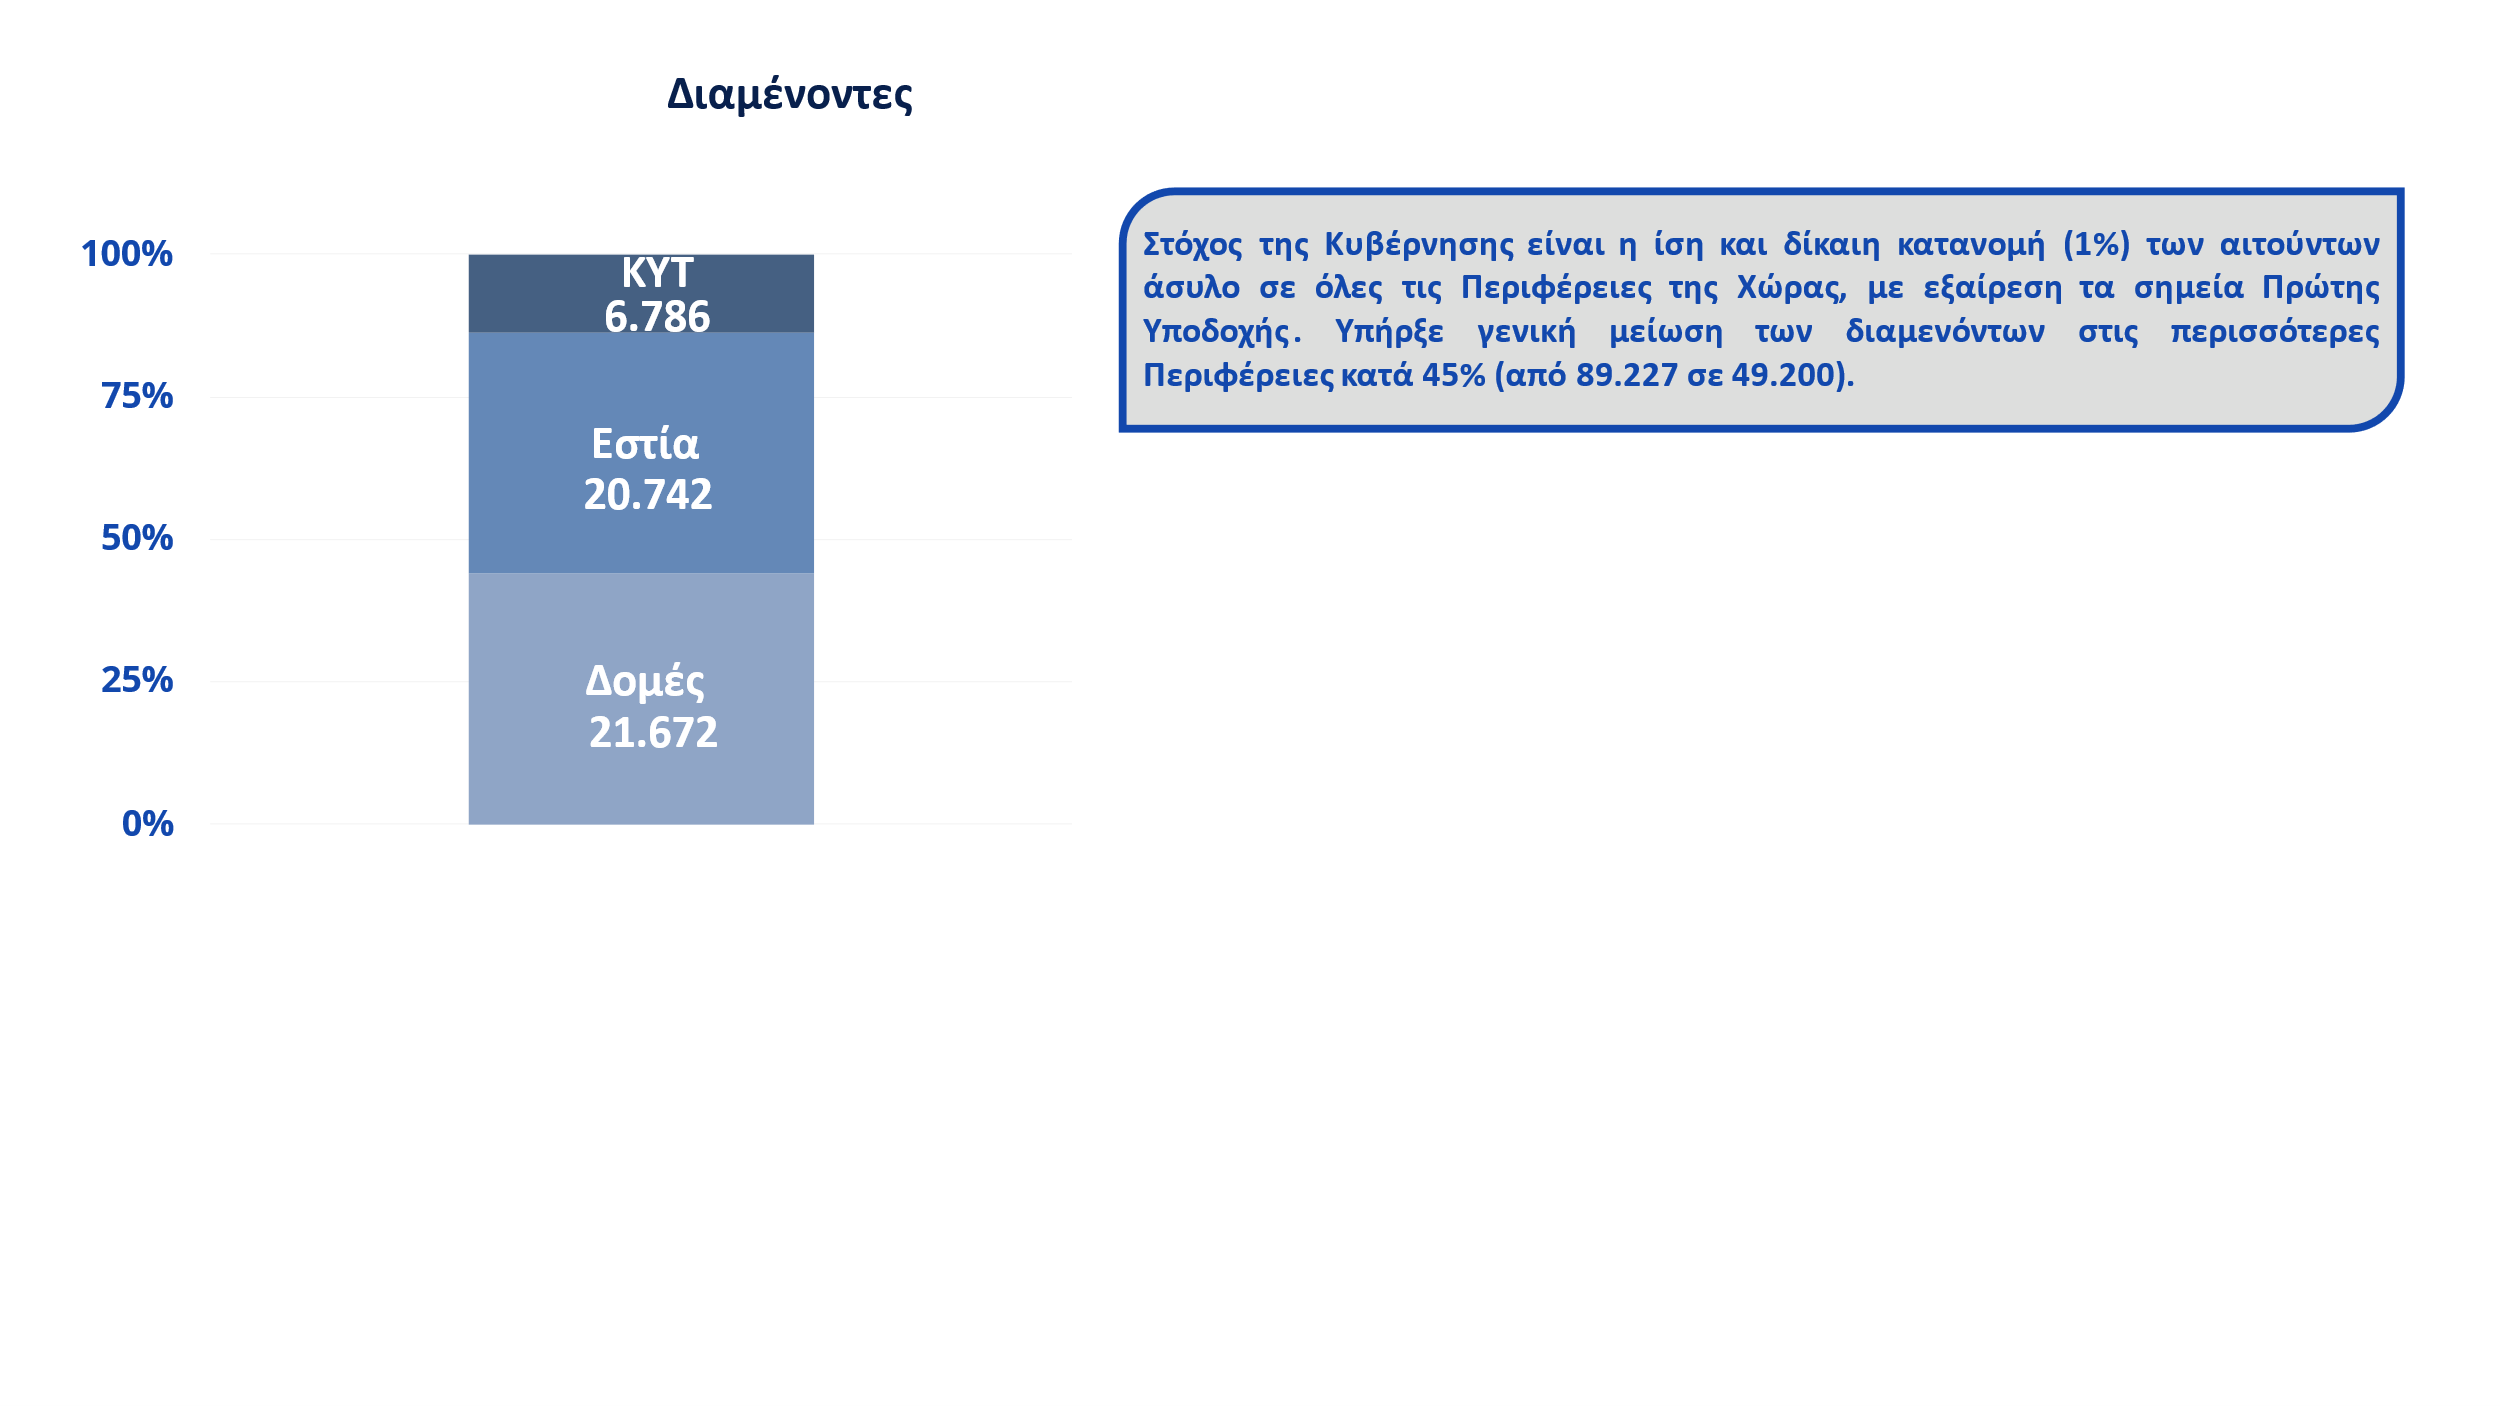 Διαμένοντες
Στόχος της Κυβέρνησης είναι η ίση και δίκαιη κατανομή (1%) των αιτούντων
άσυλο σε όλες τις Περιφέρειες της Χώρας, με εξαίρεση τα σημεία Πρώτης
Υποδοχής. Υπήρξε γενική μείωση των διαμενόντων στις περισσότερες
Περιφέρειες κατά 45% (από 89.227 σε 49.200).
100%
75%
50%
25%
0%
ΚΥΤ
6.786
Εστία
20.742
Δομές
21.672